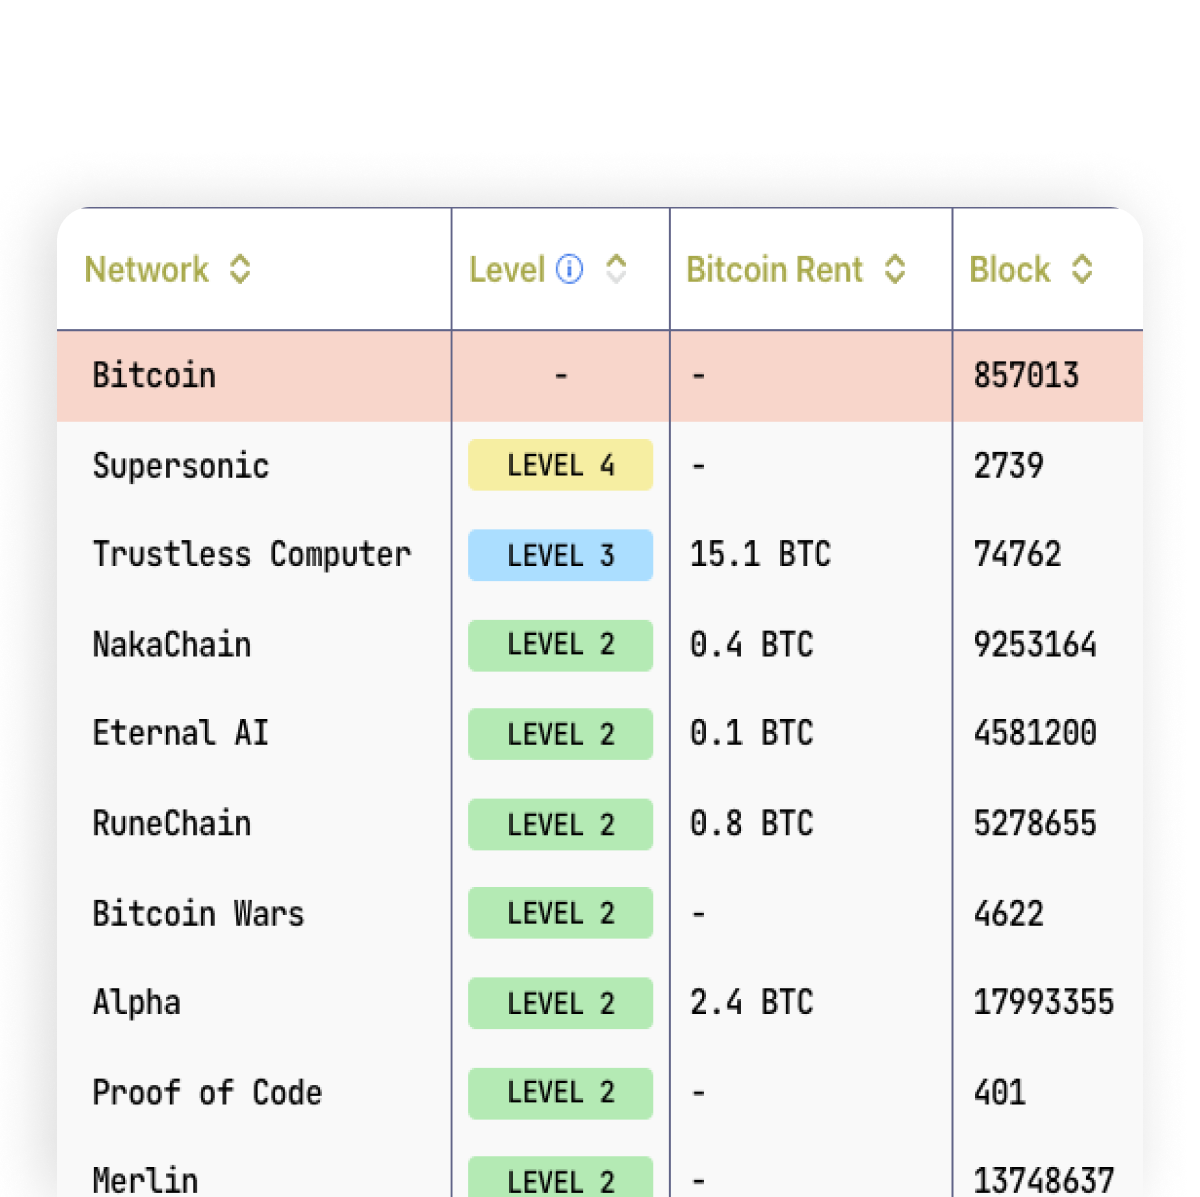 Network Level Bitcoin Rent Block
Bitcoin - - 857013
Supersonic LEVEL 4 - 2739
Trustless Computer LEVEL 3 15.1 BTC 74762
NakaChain LEVEL 2 0.4 BTC 9253164
Eternal AI LEVEL 2 0.1 BTC 4581200
RuneChain LEVEL 2 0.8 BTC 5278655
Bitcoin Wars LEVEL 2 - 4622
Alpha LEVEL 2 2.4 BTC 17993355
Proof of Code LEVEL 2 - 401
Merlin LEVEL 2 - 13748637